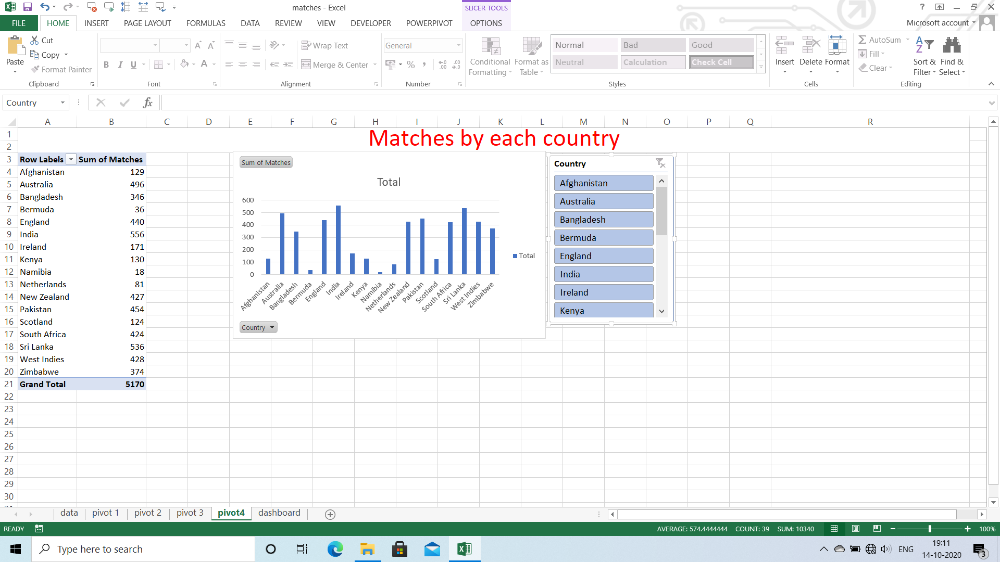 matches - Excel
SLICER TOOLS
?
FILE HOME INSERT PAGE LAYOUT FORMULAS DATA REVIEW VIEW DEVELOPER POWERPIVOT OPTIONS
Microsoft account
Paste
Cut
Copy
Format Painter
Clipboard
B I U
A A A
Font
Wrap Text
Merge & Center
Alignment
General
% ,
Number
Conditional Formatting
Format as Table
Normal Bad Good
Neutral Calculation Check Cell
Styles
Insert Delete Format
Cells
AutoSum
Fill
Clear
Sort & Filter
Find & Select
Editing
Country
fx
A B C D E F G H I J K L M N O P Q R
1
Matches by each country
2
3 Row Labels Sum of Matches
4 Afghanistan 129
5 Australia 496
6 Bangladesh 346
7 Bermuda 36
8 England 440
9 India 556
10 Ireland 171
11 Kenya 130
12 Namibia 18
13 Netherlands 81
14 New Zealand 427
15 Pakistan 454
16 Scotland 124
17 South Africa 424
18 Sri Lanka 536
19 West Indies 428
20 Zimbabwe 374
21 Grand Total 5170
22
23
24
25
26
27
28
29
30
Sum of Matches
Total
600
500
400
300
200
100
0
Afghanistan Australia Bangladesh Bermuda England India Ireland Kenya Namibia Netherlands New Zealand Pakistan Scotland South Africa Sri Lanka West Indies Zimbabwe
Total
Country
Country
Afghanistan
Australia
Bangladesh
Bermuda
England
India
Ireland
Kenya
data pivot 1 pivot 2 pivot 3 pivot4 dashboard
READY
AVERAGE: 574.4444444 COUNT: 39 SUM: 10340
100%
Type here to search
ENG
19:11
14-10-2020
3